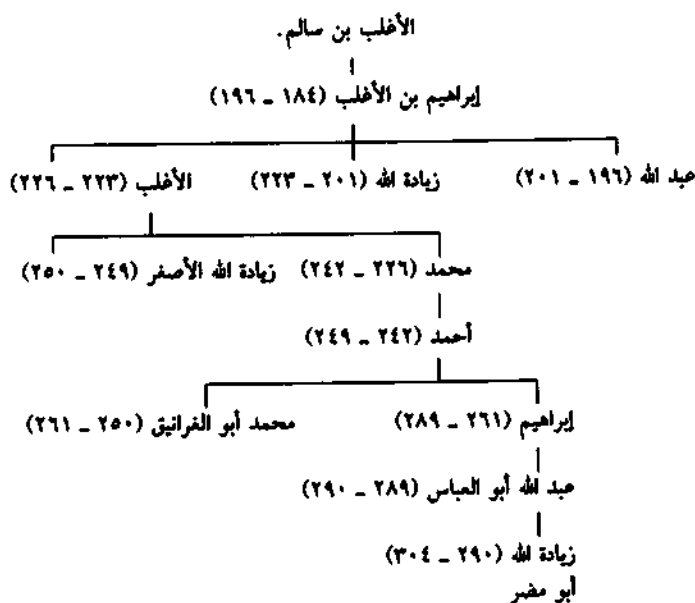 الأغلب بن سالم.
إبراهيم بن الأغلب (١٨٤ ـ ١٩٦)
عبد الله (١٩٦ ـ ٢٠١) زيادة الله (٢٠١ ـ ٢٢٣) الأغلب (٢٢٣ ـ ٢٢٦)
محمد (٢٢٦ ـ ٢٤٢) زيادة الله الأصغر (٢٤٩ ـ ٢٥٠)
أحمد (٢٤٢ ـ ٢٤٩)
إبراهيم (٢٦١ ـ ٢٨٩) محمد أبو الغرانيق (٢٥٠ ـ ٢٦١)
عبد الله أبو العباس (٢٨٩ ـ ٢٩٠)
زيادة الله (٢٩٠ ـ ٣٠٤)
أبو مضر